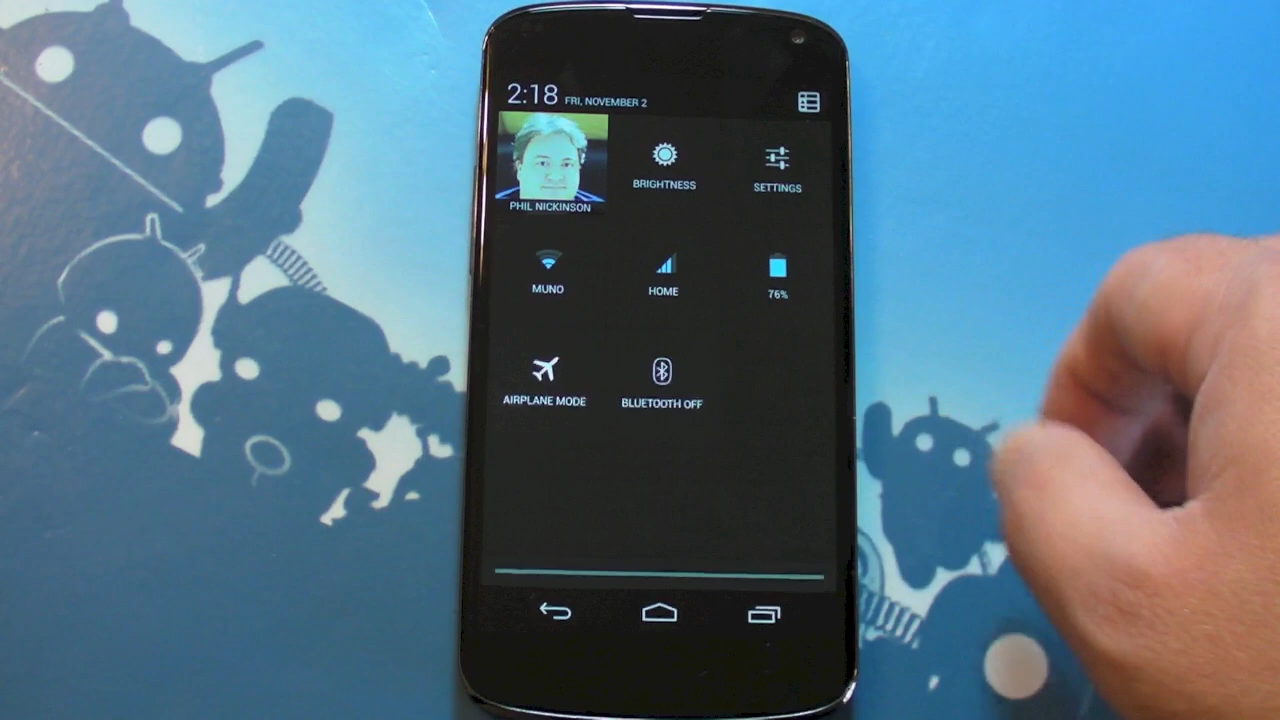 2:18 FRI, NOVEMBER 2
PHIL NICKINSON
BRIGHTNESS
SETTINGS
MUNO
HOME
76%
AIRPLANE MODE
BLUETOOTH OFF